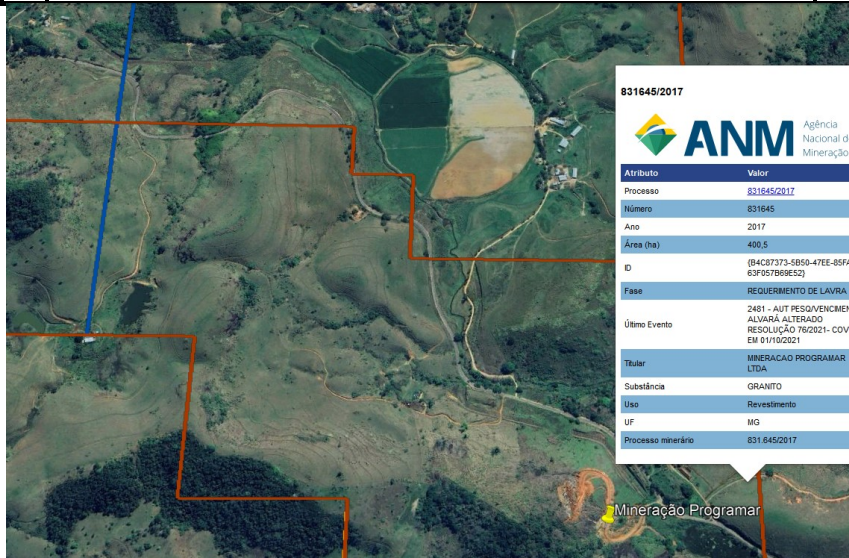 831645/2017
ANM
Agência
Nacional de
Mineração
Atributo Valor
Processo 831645/2017
Número 831645
Ano 2017
Área (ha) 400,5
ID {B4C87373-5B50-47EE-85FA
63F057B69E52}
Fase REQUERIMENTO DE LAVRA
Último Evento 2481 - AUT PESQ/VENCIMEN
ALVARÁ ALTERADO
RESOLUÇÃO 76/2021- COV
EM 01/10/2021
Titular MINERACAO PROGRAMAR
LTDA
Substância GRANITO
Uso Revestimento
UF MG
Processo minerário 831.645/2017
Mineração Programar